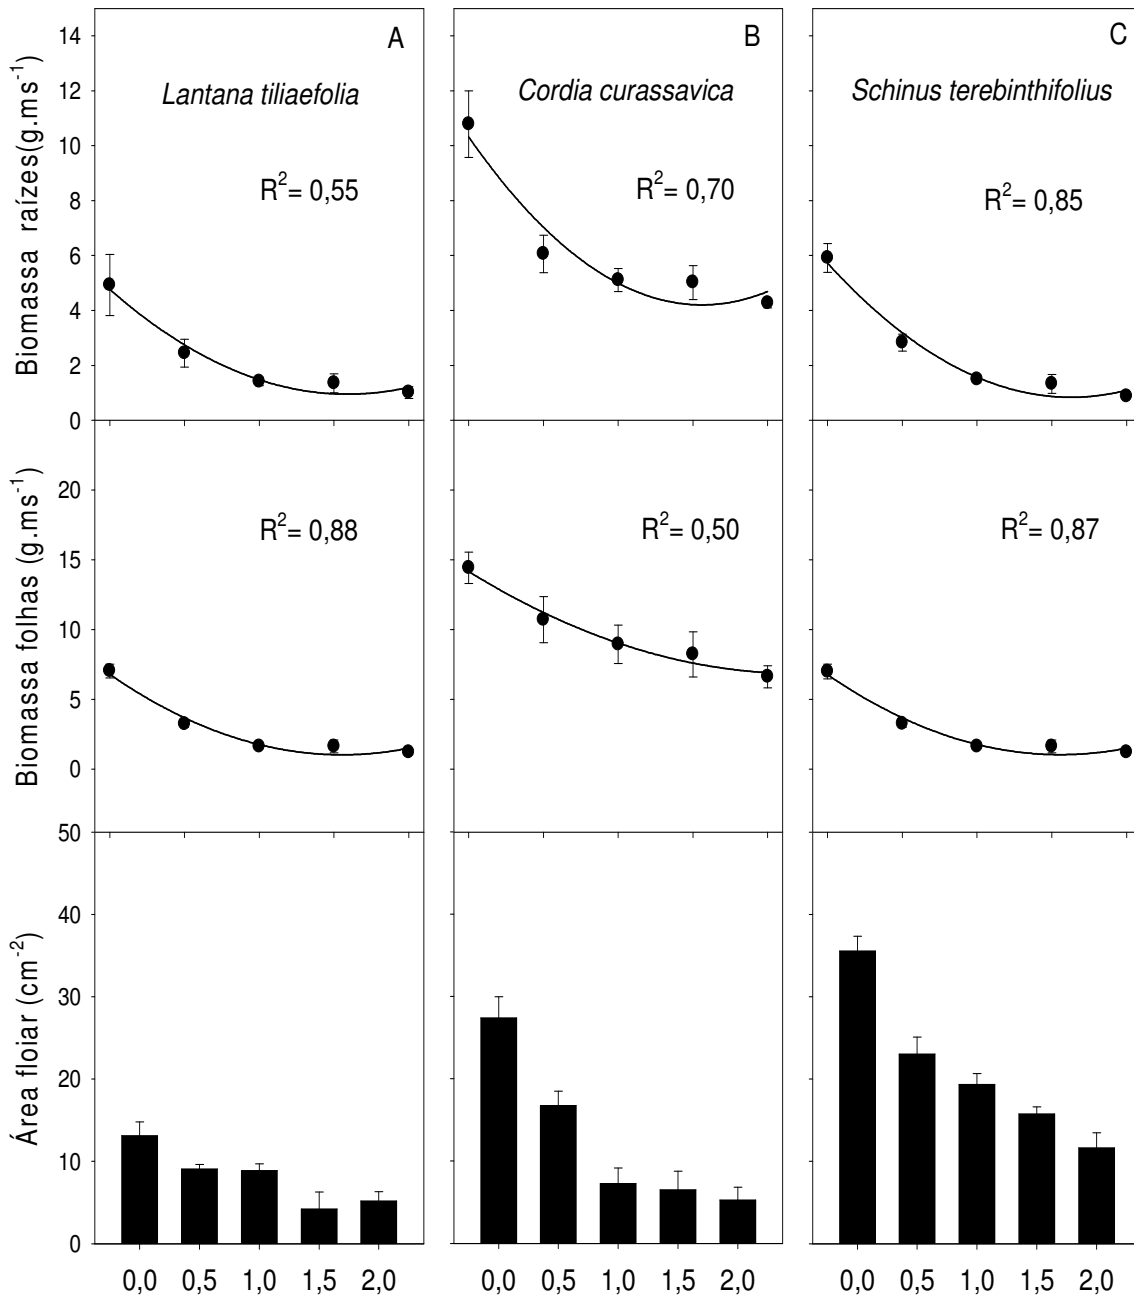 A
B
C
Lantana tiliaefolia
Cordia curassavica
Schinus terebinthifolius
Biomassa raízes(g.ms⁻¹)
14
12
10
8
6
4
2
0
R²= 0,55
R²= 0,70
R²= 0,85
Biomassa folhas (g.ms⁻¹)
20
15
10
5
0
R²= 0,88
R²= 0,50
R²= 0,87
Área floiar (cm⁻²)
50
40
30
20
10
0
0,0 0,5 1,0 1,5 2,0
0,0 0,5 1,0 1,5 2,0
0,0 0,5 1,0 1,5 2,0